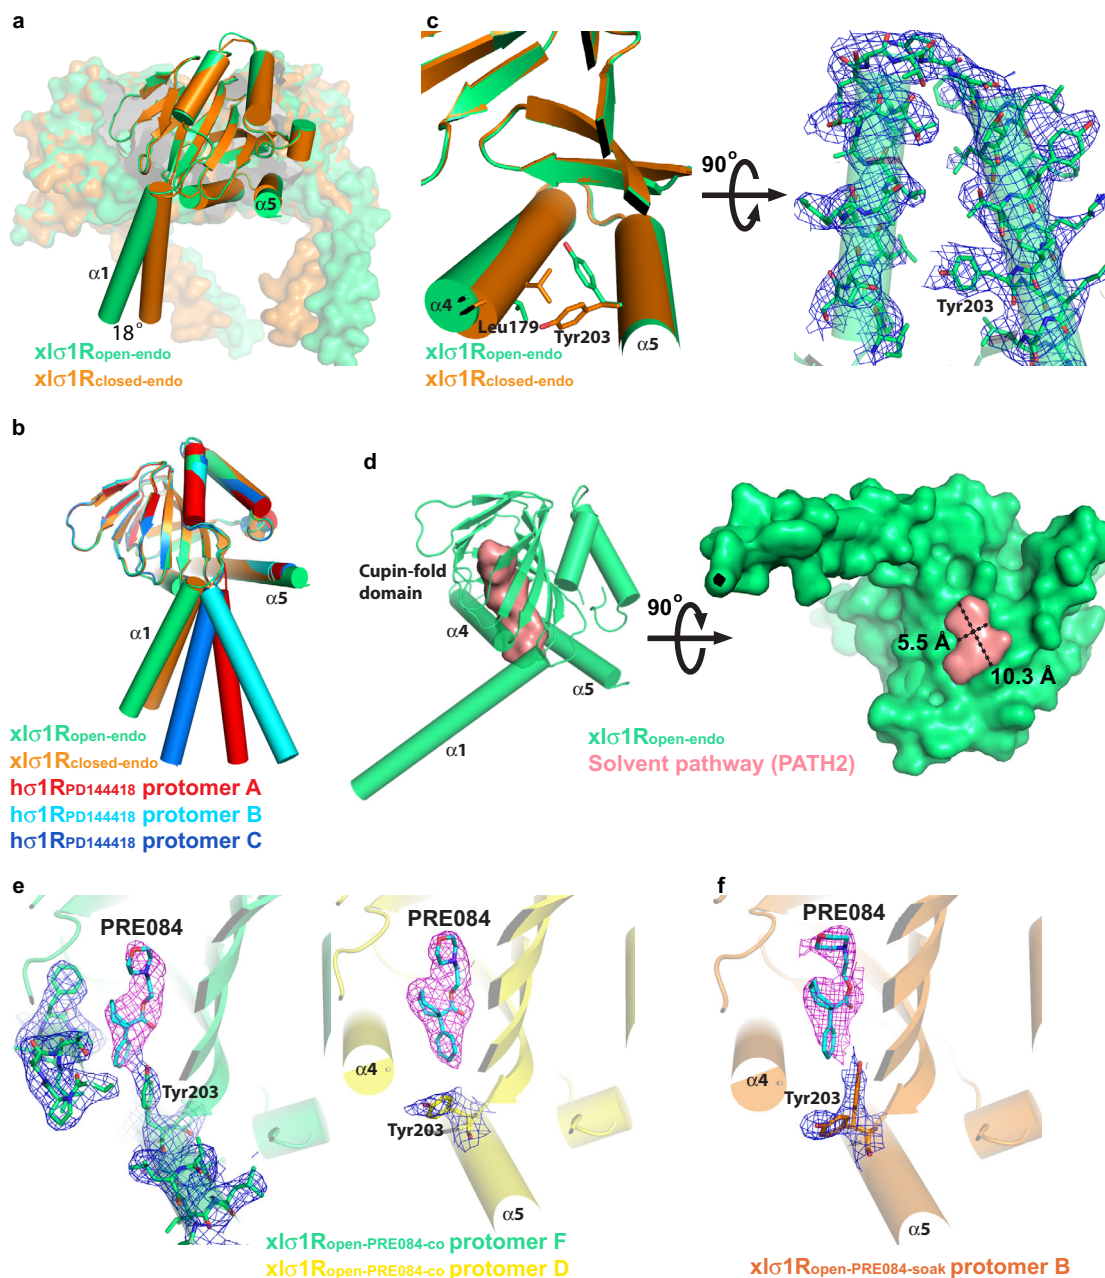 a
α5
α1
18°
xlσ1Ropen-endo
xlσ1Rclosed-endo
c
α4
Leu179
Tyr203
α5
xlσ1Ropen-endo
xlσ1Rclosed-endo
90°
Tyr203
b
α1
α5
xlσ1Ropen-endo
xlσ1Rclosed-endo
hσ1RPD144418 protomer A
hσ1RPD144418 protomer B
hσ1RPD144418 protomer C
d
Cupin-fold
domain
α4
α5
α1
90°
5.5 Å
10.3 Å
xlσ1Ropen-endo
Solvent pathway (PATH2)
e
PRE084
Tyr203
PRE084
α4
Tyr203
α5
xlσ1Ropen-PRE084-co protomer F
xlσ1Ropen-PRE084-co protomer D
f
PRE084
α4
Tyr203
α5
xlσ1Ropen-PRE084-soak protomer B